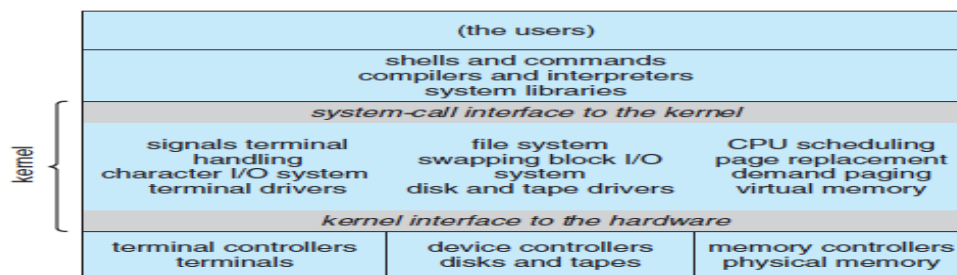 (the users)
shells and commands
compilers and interpreters
system libraries
system-call interface to the kernel
kernel
signals terminal
handling
character I/O system
terminal drivers
file system
swapping block I/O
system
disk and tape drivers
CPU scheduling
page replacement
demand paging
virtual memory
kernel interface to the hardware
terminal controllers
terminals
device controllers
disks and tapes
memory controllers
physical memory